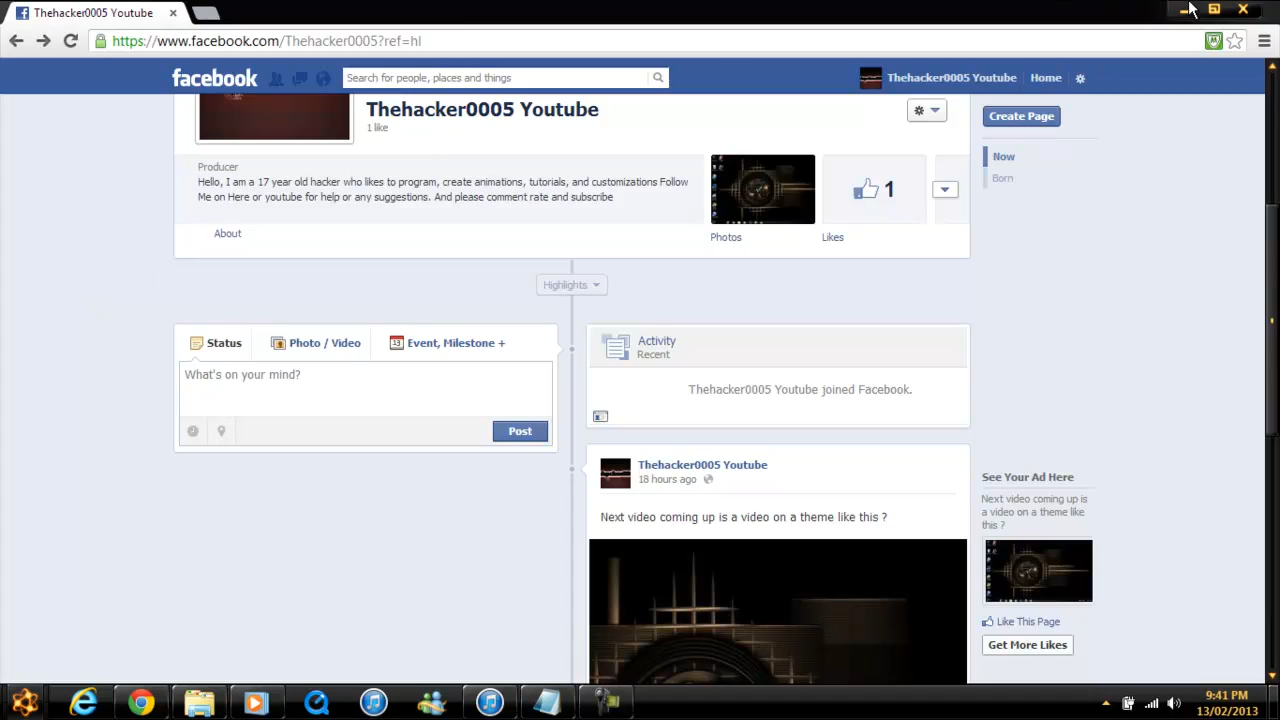 Thehacker0005 Youtube
https://www.facebook.com/Thehacker0005?ref=hl
facebook
Search for people, places and things
Thehacker0005 Youtube
Home
Thehacker0005 Youtube
1 like
Create Page
Now
Born
Producer
Hello, I am a 17 year old hacker who likes to program, create animations, tutorials, and customizations Follow
Me on Here or youtube for help or any suggestions. And please comment rate and subscribe
About
Photos
1
Likes
Highlights
Status
Photo / Video
13
Event, Milestone +
What's on your mind?
Post
Activity
Recent
Thehacker0005 Youtube joined Facebook.
Thehacker0005 Youtube
18 hours ago
Next video coming up is a video on a theme like this ?
See Your Ad Here
Next video coming up is
a video on a theme like
this ?
Like This Page
Get More Likes
9:41 PM
13/02/2013